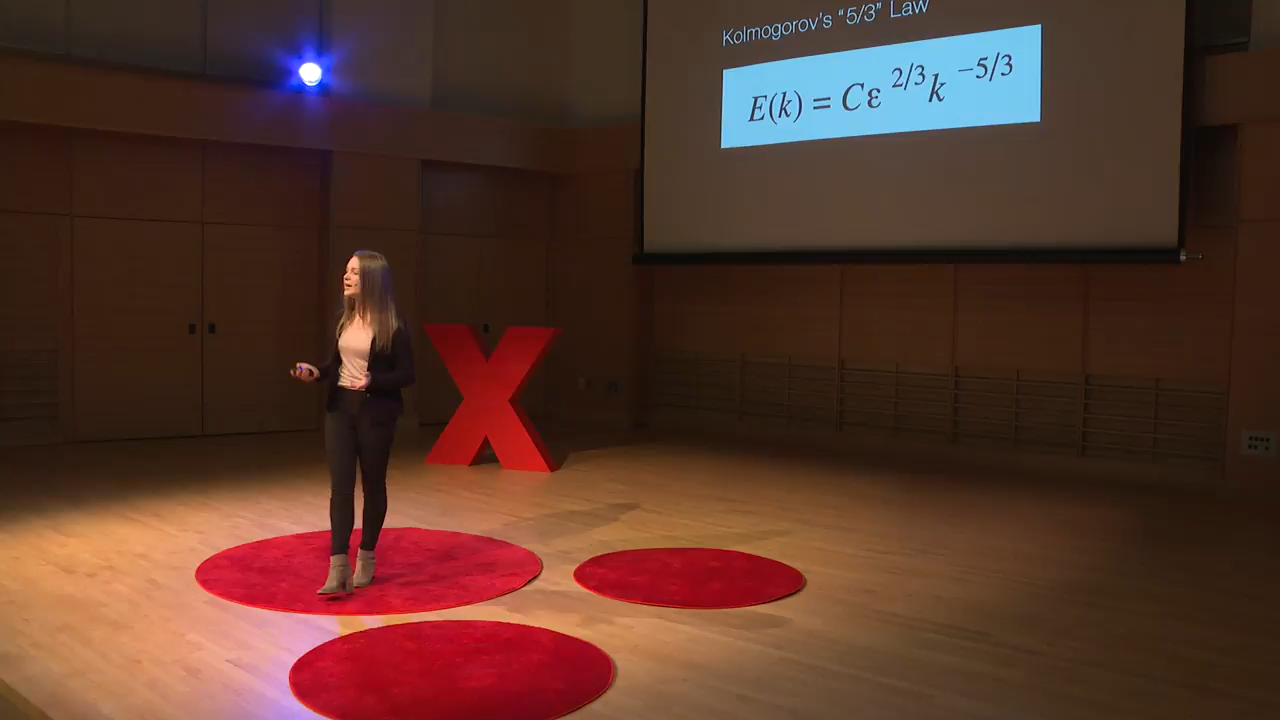 Kolmogorov's "5/3" Law
E(k) = Cε ^2/3 k ^−5/3
X